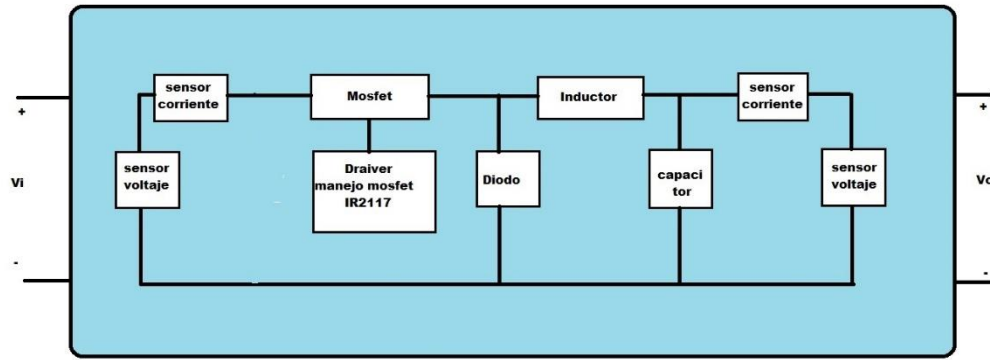 sensor
corriente
Mosfet
Inductor
sensor
corriente
+
+
sensor
voltaje
Draiver
manejo mosfet
IR2117
Diodo
capaci
tor
sensor
voltaje
Vi
Vo
-
-